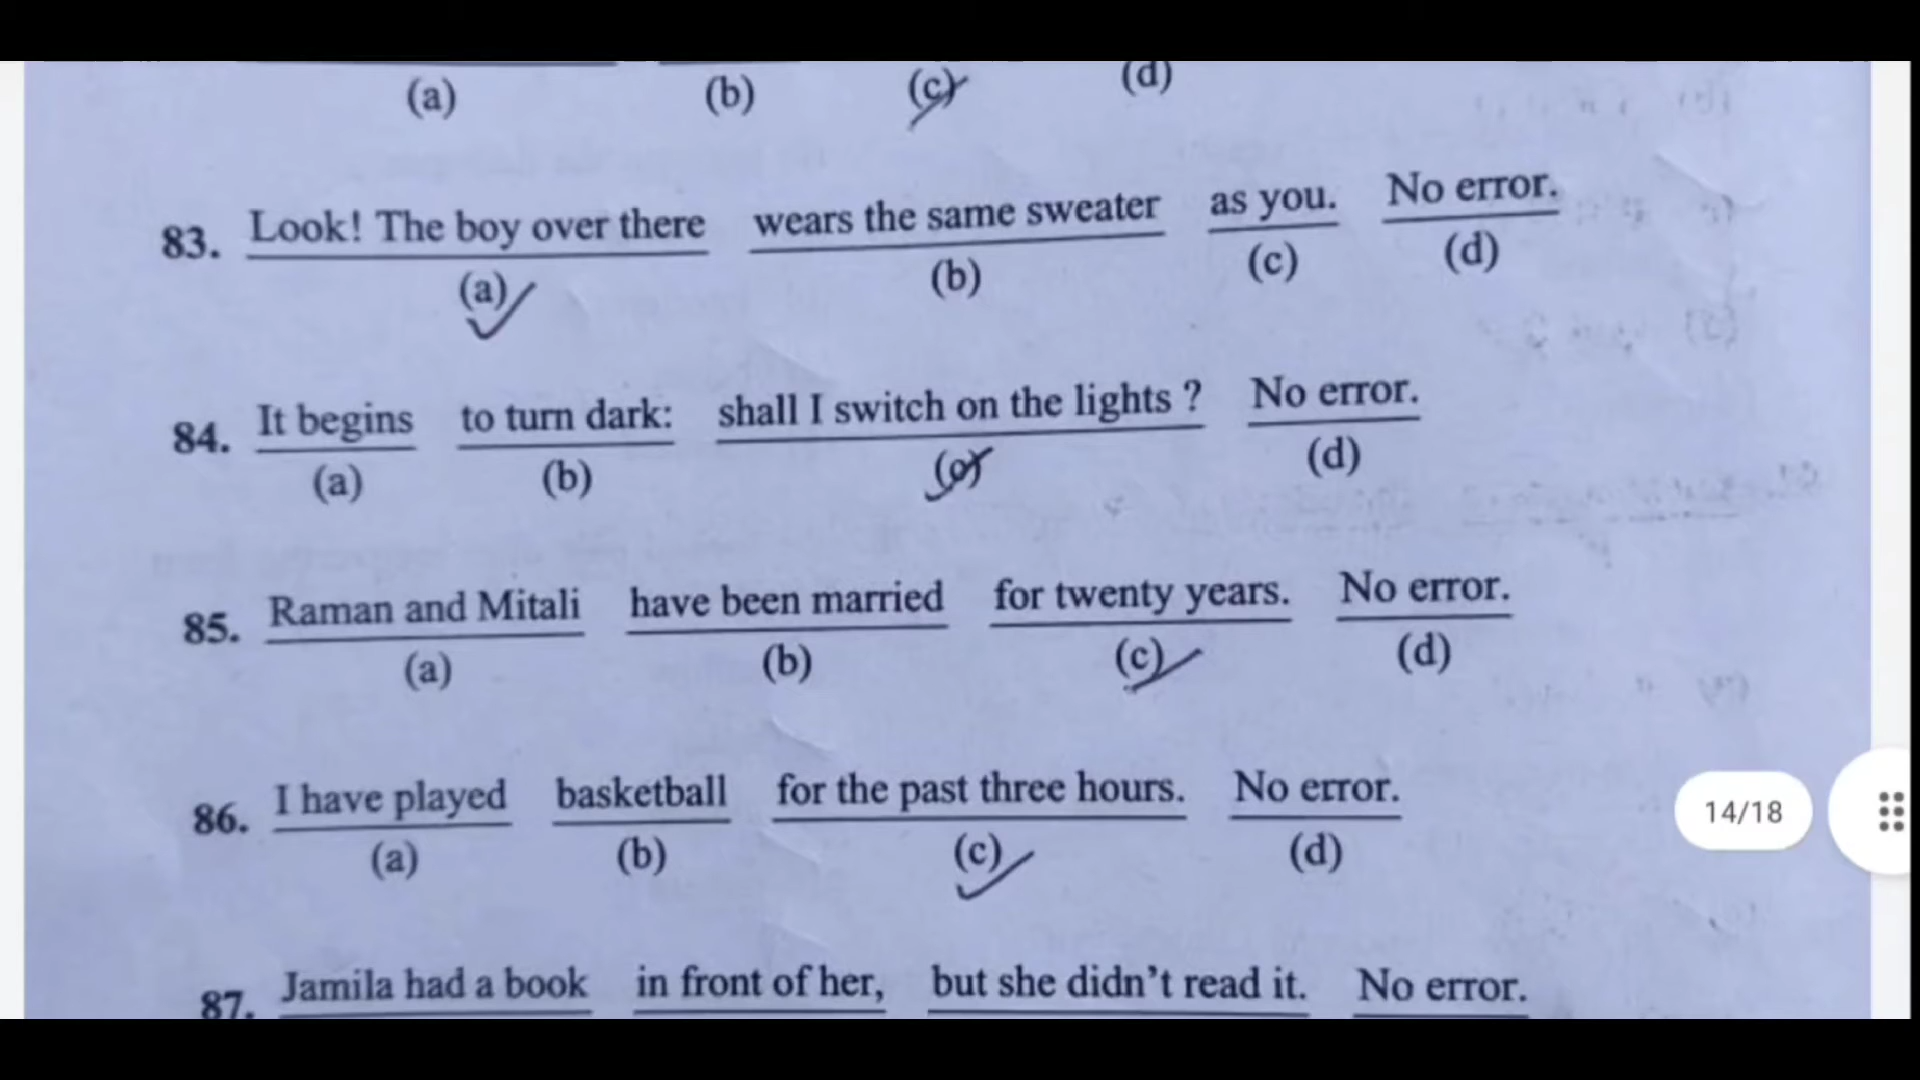 (a) (b) (c) (d)
83. Look! The boy over there wears the same sweater as you. No error.
(a) (b) (c) (d)
84. It begins to turn dark: shall I switch on the lights ? No error.
(a) (b) (c) (d)
85. Raman and Mitali have been married for twenty years. No error.
(a) (b) (c) (d)
86. I have played basketball for the past three hours. No error.
(a) (b) (c) (d)
14/18
87. Jamila had a book in front of her, but she didn't read it. No error.